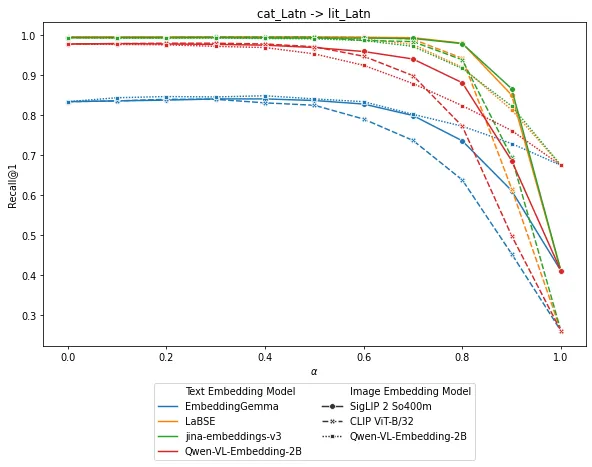 cat_Latn -> lit_Latn
Recall@1
1.0
0.9
0.8
0.7
0.6
0.5
0.4
0.3
0.0 0.2 0.4 0.6 0.8 1.0
α
Text Embedding Model
EmbeddingGemma
LaBSE
jina-embeddings-v3
Qwen-VL-Embedding-2B
Image Embedding Model
SigLIP 2 So400m
CLIP ViT-B/32
Qwen-VL-Embedding-2B